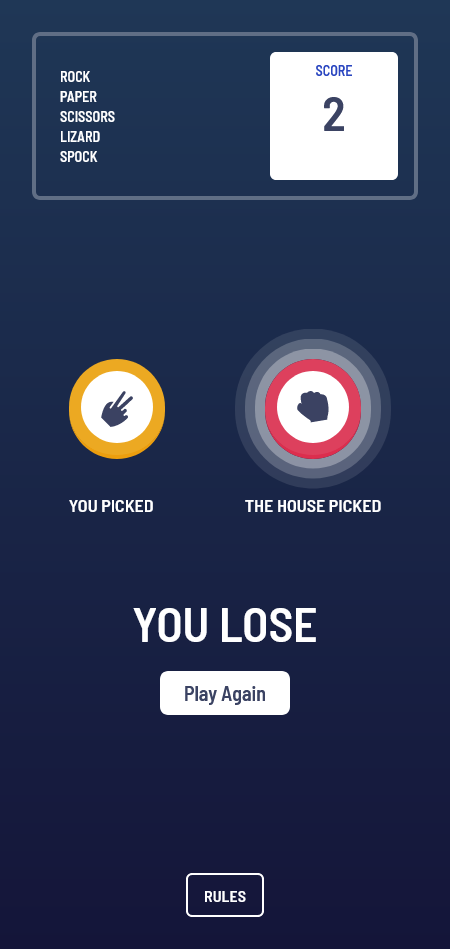 ROCK
PAPER
SCISSORS
LIZARD
SPOCK
SCORE
2
YOU PICKED
THE HOUSE PICKED
YOU LOSE
Play Again
RULES